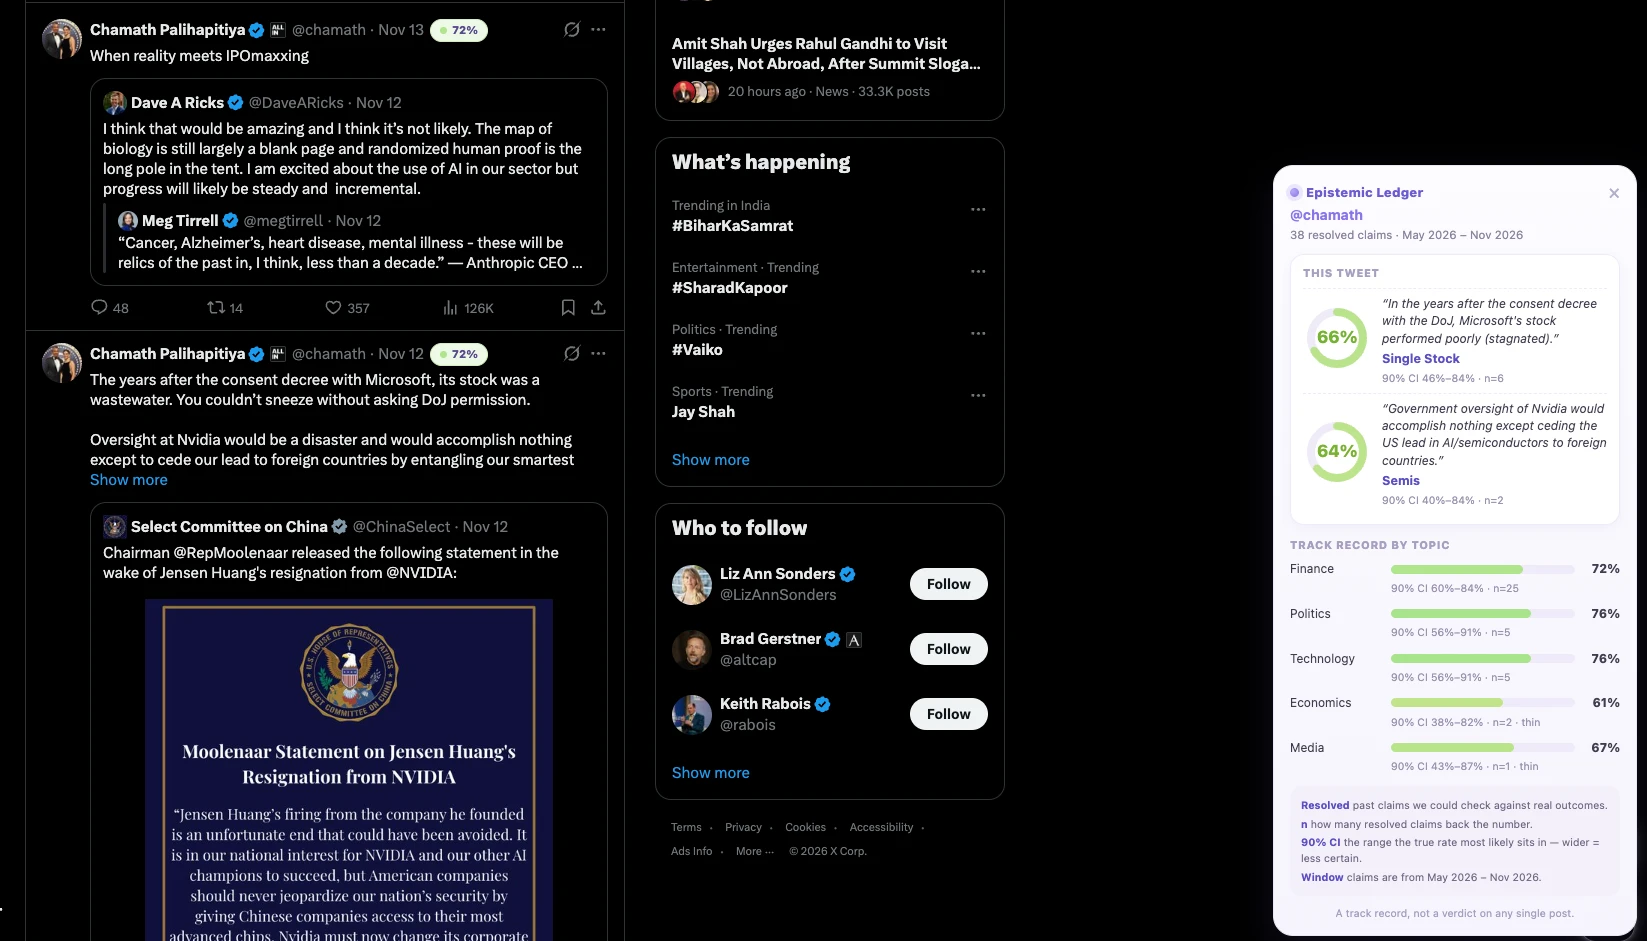 Chamath Palihapitiya ALL IN @chamath · Nov 13 72%
When reality meets IPOmaxxing
Dave A Ricks @DaveARicks · Nov 12
I think that would be amazing and I think it's not likely. The map of
biology is still largely a blank page and randomized human proof is the
long pole in the tent. I am excited about the use of AI in our sector but
progress will likely be steady and incremental.
Meg Tirrell @megtirrell · Nov 12
“Cancer, Alzheimer’s, heart disease, mental illness - these will be
relics of the past in, I think, less than a decade.” — Anthropic CEO ...
48 14 357 126K
Chamath Palihapitiya ALL IN @chamath · Nov 12 72%
The years after the consent decree with Microsoft, its stock was a
wastewater. You couldn’t sneeze without asking DoJ permission.
Oversight at Nvidia would be a disaster and would accomplish nothing
except to cede our lead to foreign countries by entangling our smartest
Show more
Select Committee on China @ChinaSelect · Nov 12
Chairman @RepMoolenaar released the following statement in the
wake of Jensen Huang's resignation from @NVIDIA:
U.S. HOUSE OF REPRESENTATIVES
SELECT COMMITTEE ON CHINA
Moolenaar Statement on Jensen Huang's
Resignation from NVIDIA
“Jensen Huang’s firing from the company he founded
is an unfortunate end that could have been avoided. It
is in our national interest for NVIDIA and our other AI
champions to succeed, but American companies
should never jeopardize our nation’s security by
giving Chinese companies access to their most
advanced chips. Nvidia must now change its corporate
Amit Shah Urges Rahul Gandhi to Visit
Villages, Not Abroad, After Summit Sloga...
20 hours ago · News · 33.3K posts
What’s happening
Trending in India
#BiharKaSamrat
Entertainment · Trending
#SharadKapoor
Politics · Trending
#Vaiko
Sports · Trending
Jay Shah
Show more
Who to follow
Liz Ann Sonders
@LizAnnSonders
Follow
Brad Gerstner A
@altcap
Follow
Keith Rabois
@rabois
Follow
Show more
Terms · Privacy · Cookies · Accessibility ·
Ads Info · More ··· © 2026 X Corp.
Epistemic Ledger
@chamath
38 resolved claims · May 2026 – Nov 2026
THIS TWEET
66%
“In the years after the consent decree
with the DoJ, Microsoft's stock
performed poorly (stagnated).”
Single Stock
90% CI 46%–84% · n=6
64%
“Government oversight of Nvidia would
accomplish nothing except ceding the
US lead in AI/semiconductors to foreign
countries.”
Semis
90% CI 40%–84% · n=2
TRACK RECORD BY TOPIC
Finance 72%
90% CI 60%–84% · n=25
Politics 76%
90% CI 56%–91% · n=5
Technology 76%
90% CI 56%–91% · n=5
Economics 61%
90% CI 38%–82% · n=2 · thin
Media 67%
90% CI 43%–87% · n=1 · thin
Resolved past claims we could check against real outcomes.
n how many resolved claims back the number.
90% CI the range the true rate most likely sits in — wider =
less certain.
Window claims are from May 2026 – Nov 2026.
A track record, not a verdict on any single post.